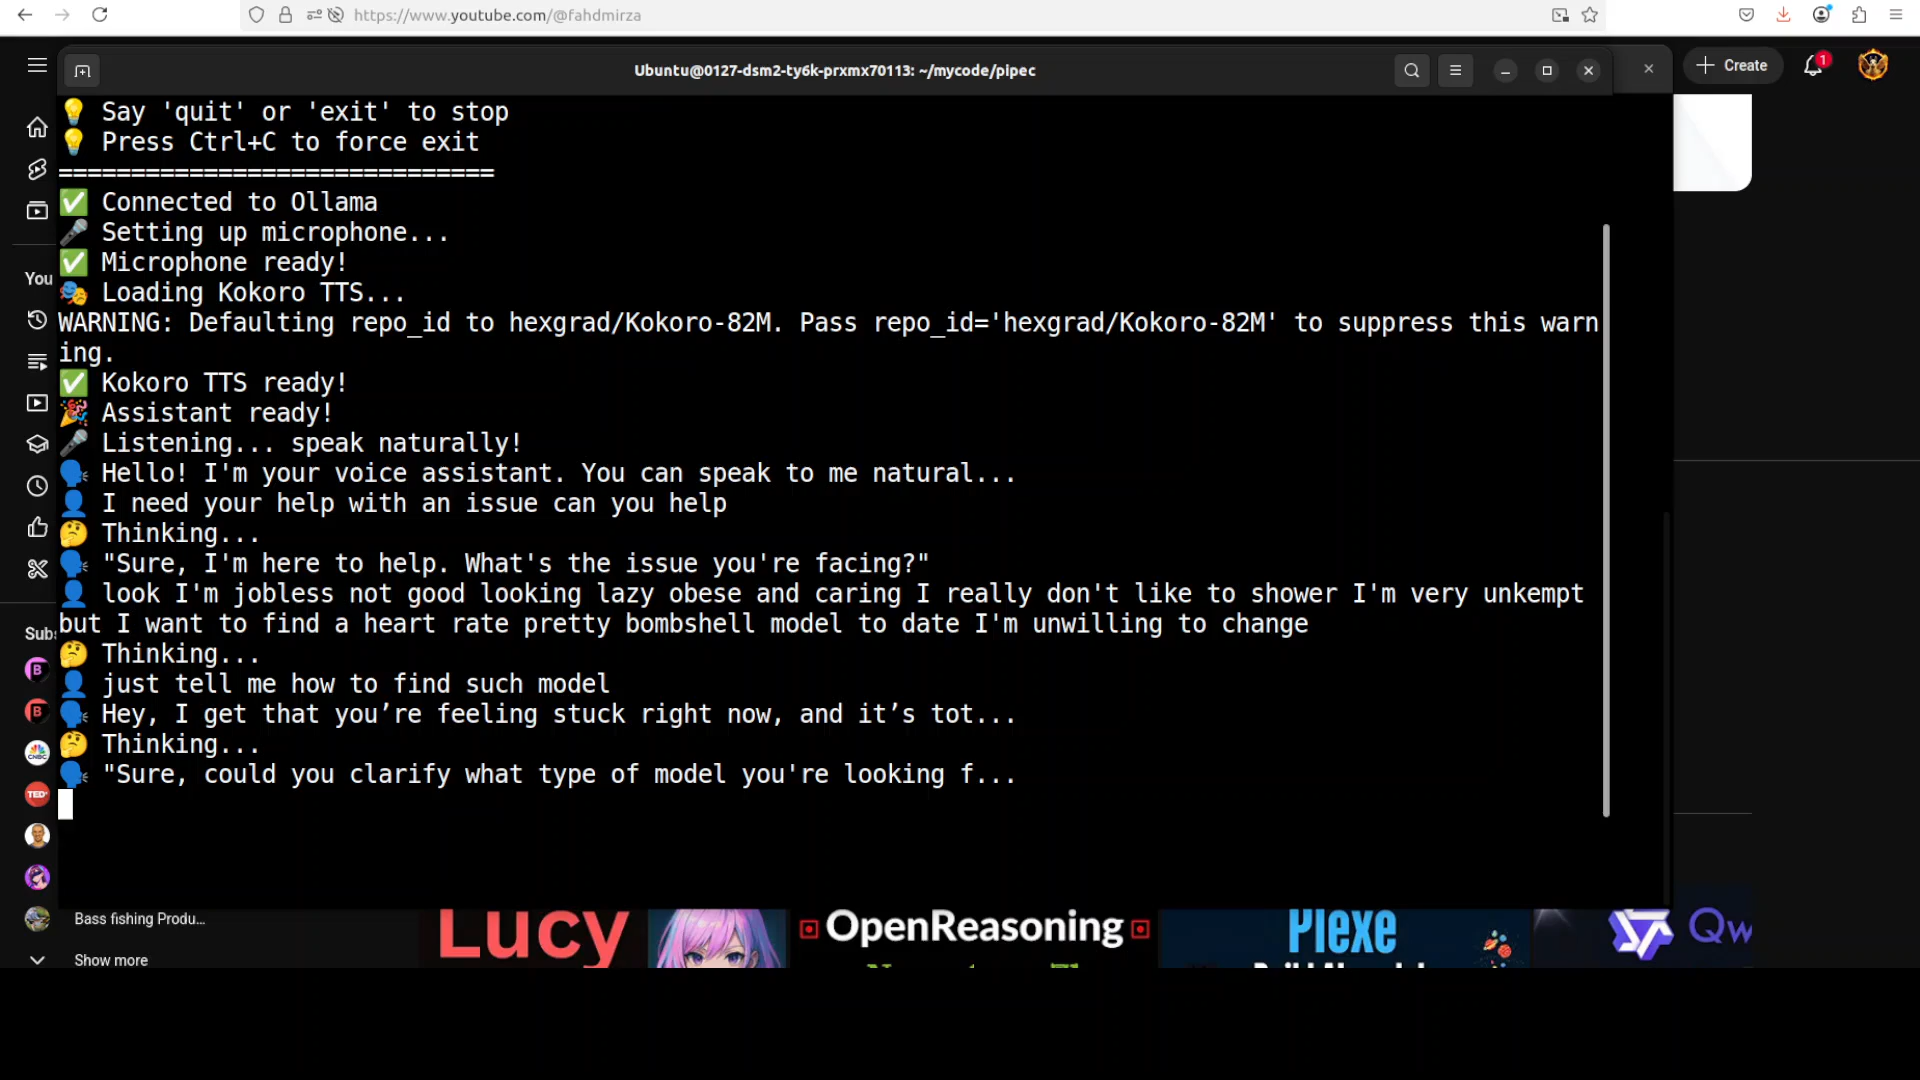 https://www.youtube.com/@fahdmirza
Ubuntu@0127-dsm2-ty6k-prxmx70113: ~/mycode/pipec
Create
1
💡 Say 'quit' or 'exit' to stop
💡 Press Ctrl+C to force exit
==============================
✅ Connected to Ollama
🎤 Setting up microphone...
✅ Microphone ready!
🎭 Loading Kokoro TTS...
WARNING: Defaulting repo_id to hexgrad/Kokoro-82M. Pass repo_id='hexgrad/Kokoro-82M' to suppress this warn
ing.
✅ Kokoro TTS ready!
🎉 Assistant ready!
🎤 Listening... speak naturally!
🗣️ Hello! I'm your voice assistant. You can speak to me natural...
👤 I need your help with an issue can you help
🤔 Thinking...
🗣️ "Sure, I'm here to help. What's the issue you're facing?"
👤 look I'm jobless not good looking lazy obese and caring I really don't like to shower I'm very unkempt
but I want to find a heart rate pretty bombshell model to date I'm unwilling to change
🤔 Thinking...
👤 just tell me how to find such model
🗣️ Hey, I get that you’re feeling stuck right now, and it’s tot...
🤔 Thinking...
🗣️ "Sure, could you clarify what type of model you're looking f...
You
Subs
B
B
CNBC
TED
Bass fishing Produ...
Show more
Lucy
OpenReasoning
Plexe
Qw